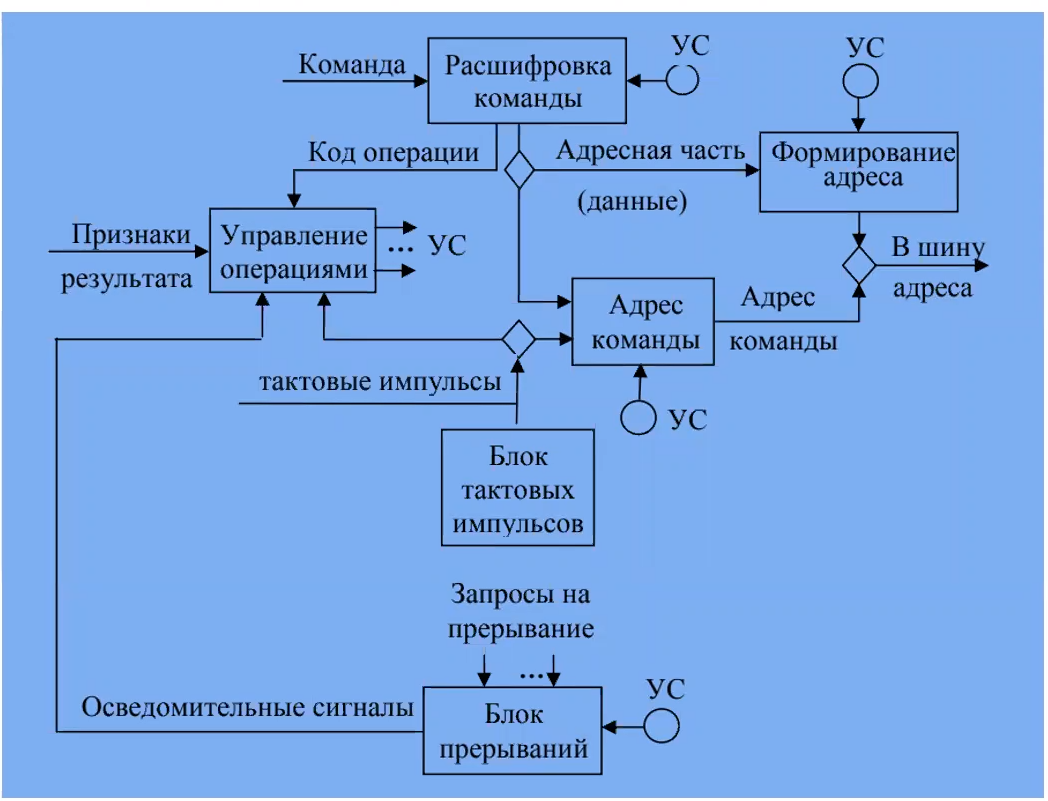 УС
УС
Команда
Расшифровка
команды
Код операции
Адресная часть
(данные)
Формирование
адреса
Признаки
результата
Управление
операциями
...
УС
В шину
адреса
Адрес
команды
Адрес
команды
тактовые импульсы
УС
Блок
тактовых
импульсов
Запросы на
прерывание
...
УС
Осведомительные сигналы
Блок
прерываний